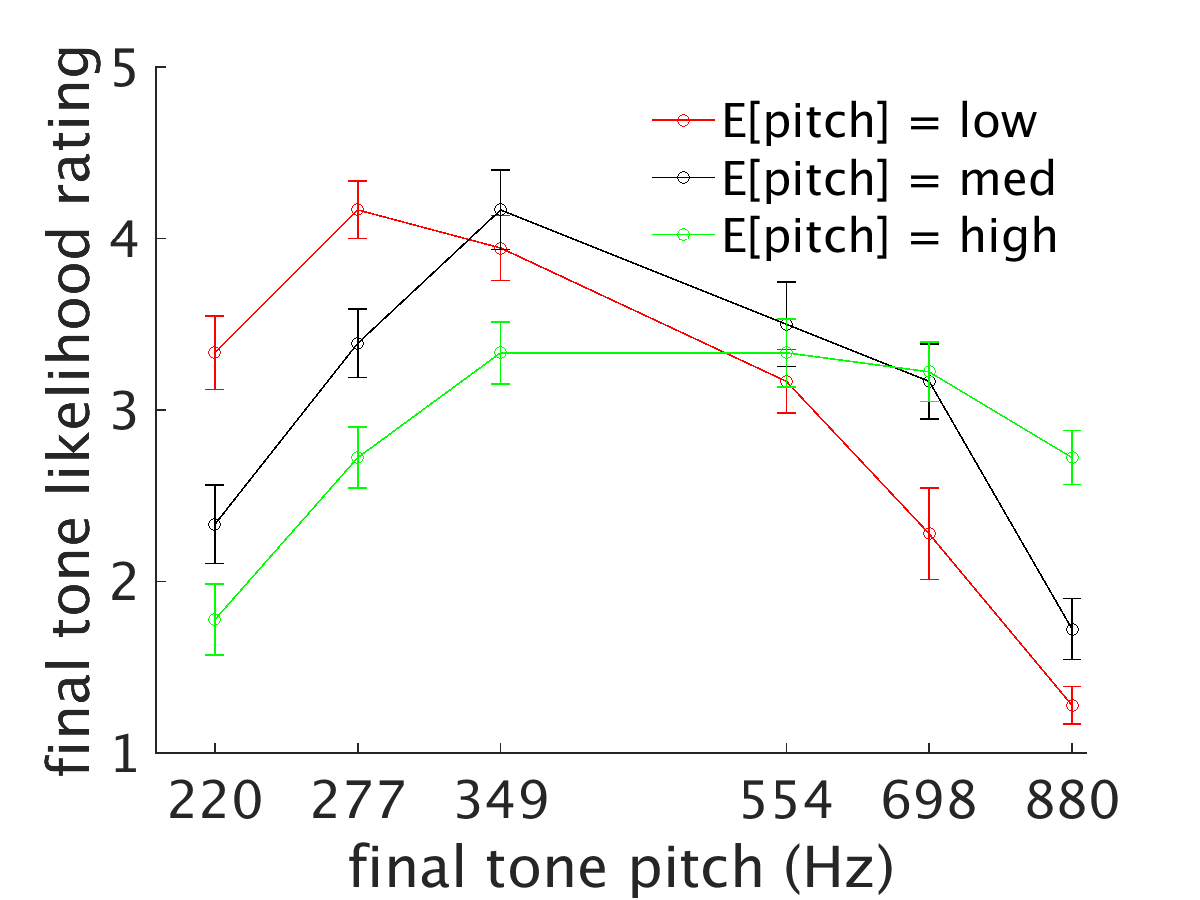 final tone likelihood rating
5
4
3
2
1
E[pitch] = low
E[pitch] = med
E[pitch] = high
220 277 349 554 698 880
final tone pitch (Hz)